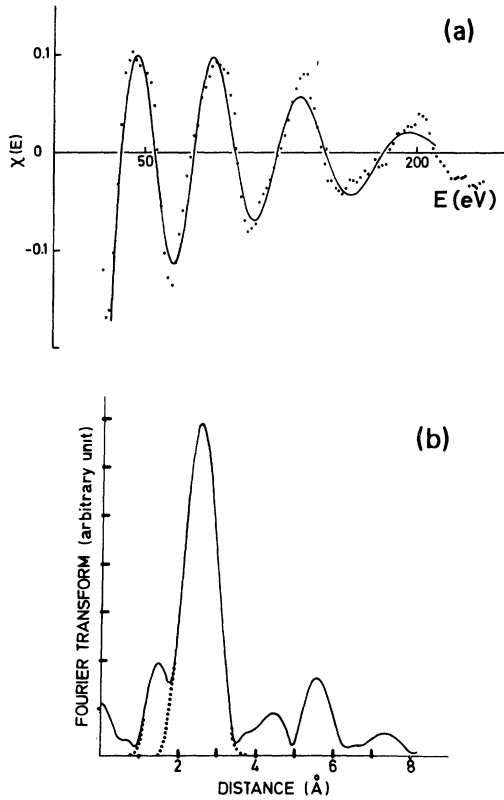 (a)
0.1
0
-0.1
χ(E)
50
200
E (eV)
(b)
FOURIER TRANSFORM (arbitrary unit)
2
4
6
8
DISTANCE (Å)